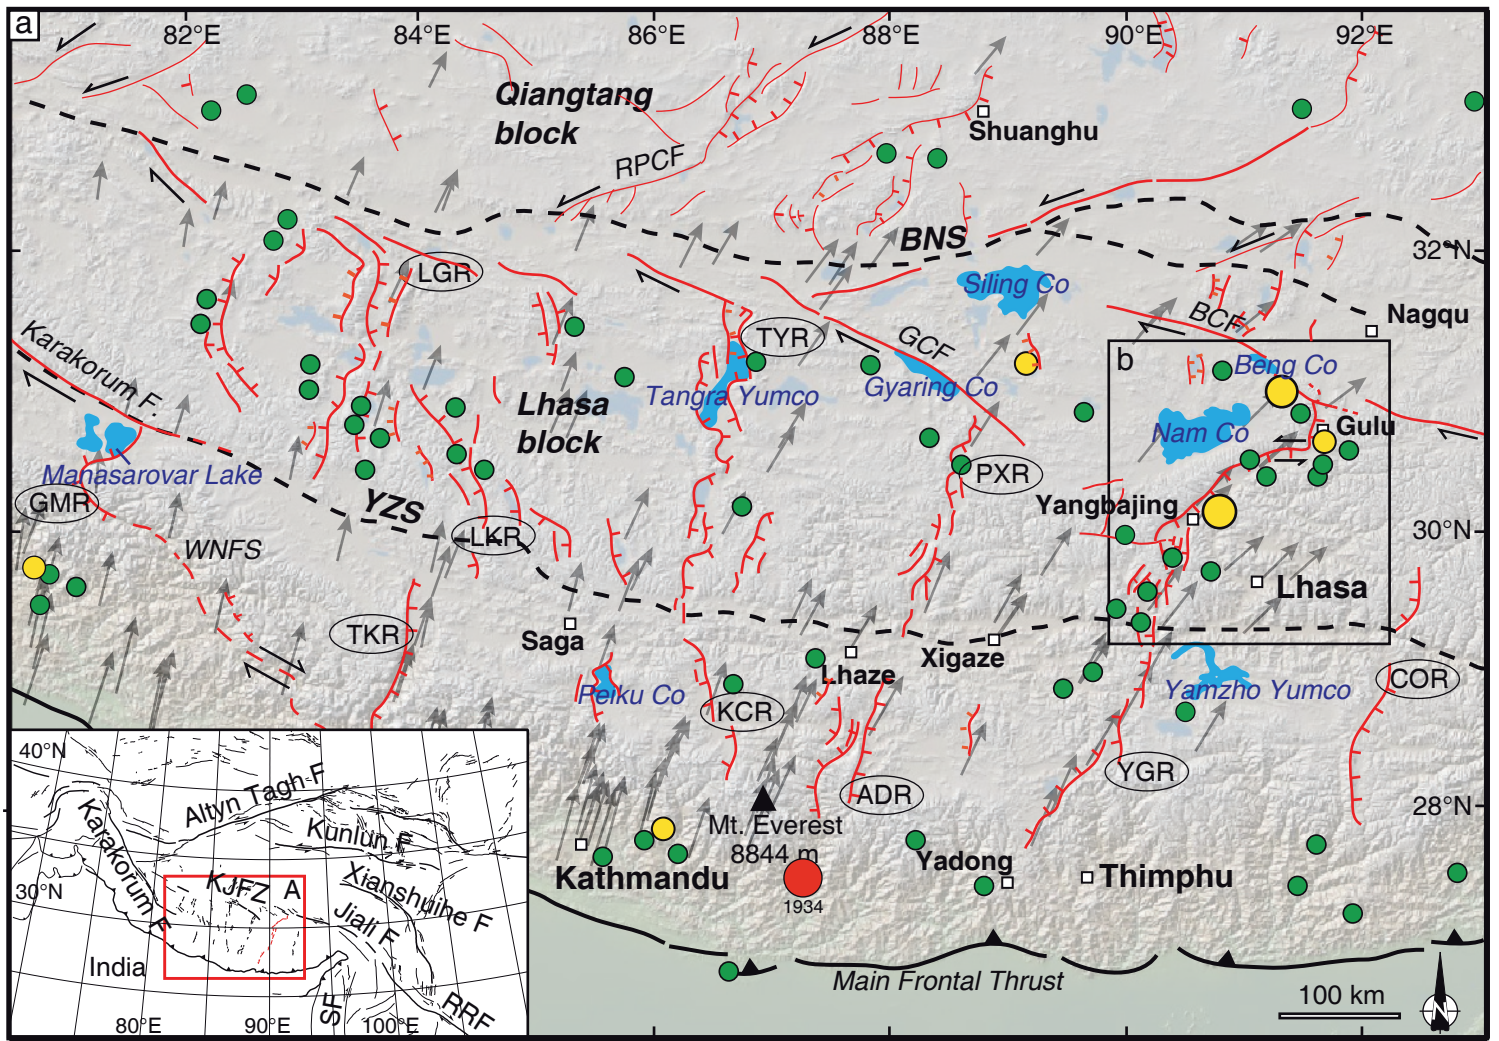 a
82°E
84°E
86°E
88°E
90°E
92°E
Qiangtang
block
Shuanghu
RPCF
BNS
32°N
LGR
Siling Co
Nagqu
BCF
TYR
GCF
Karakorum F.
b
Beng Co
Tangra Yumco
Gyaring Co
Lhasa
block
Nam Co
Gulu
Manasarovar Lake
PXR
GMR
YZS
Yangbajing
30°N
LKR
WNFS
Lhasa
TKR
Saga
Xigaze
Lhaze
COR
Peiku Co
Yamzho Yumco
KCR
YGR
ADR
28°N
Mt. Everest
8844 m
Kathmandu
Yadong
Thimphu
1934
Main Frontal Thrust
100 km
N
40°N
Altyn Tagh F
Karakorum F
Kunlun F
30°N
KJFZ
A
Xianshuihe F
Jiali F
India
SF
RRF
80°E
90°E
100°E